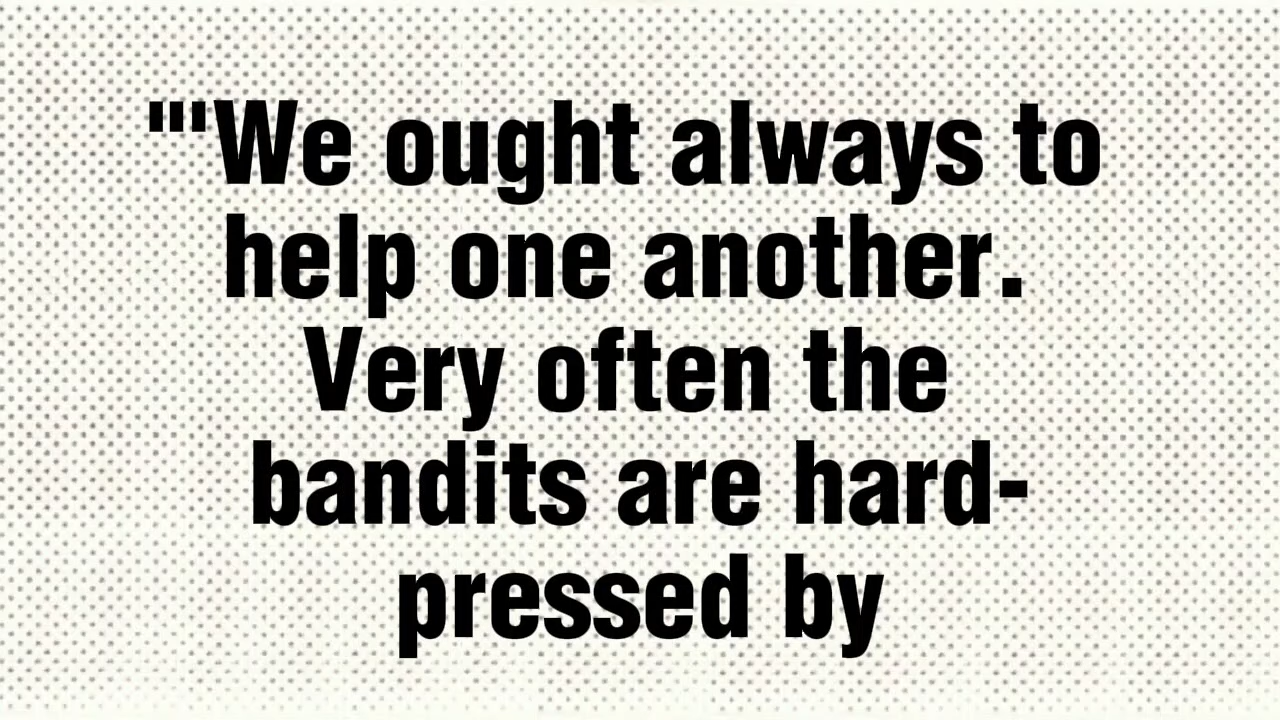 "'We ought always to
help one another.
Very often the
bandits are hard-
pressed by